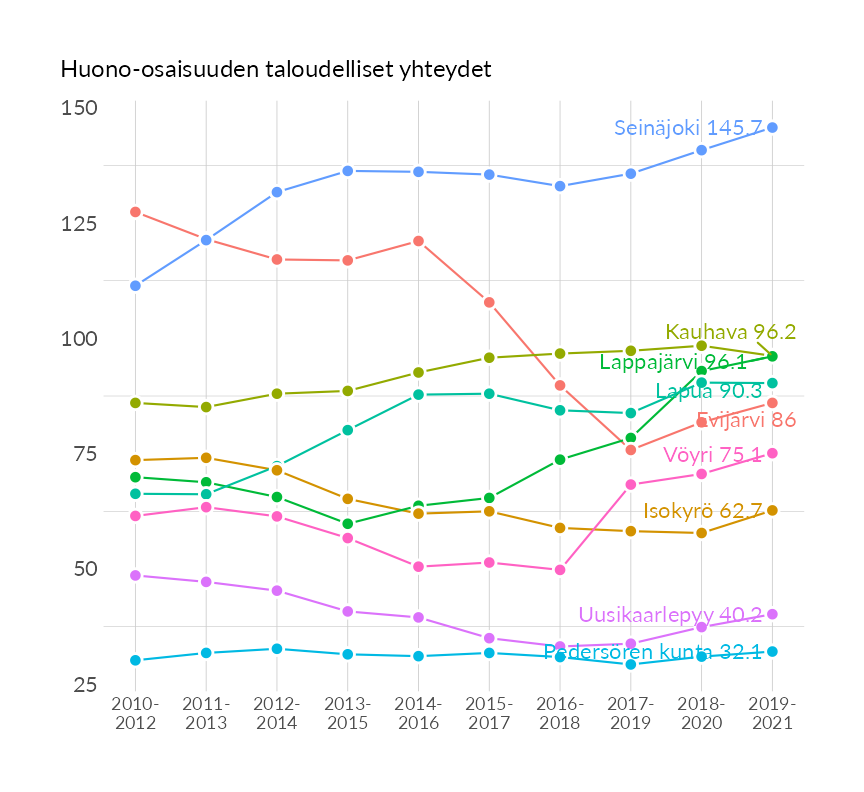 Huono-osaisuuden taloudelliset yhteydet
150
Seinäjoki 145.7
125
Kauhava 96.2
100
Lappajärvi 96.1
Lapua 90.3
Evijärvi 86
75
Vöyri 75.1
Isokyrö 62.7
50
Uusikaarlepyy 40.2
Pedersören kunta 32.1
25
2010-2012
2011-2013
2012-2014
2013-2015
2014-2016
2015-2017
2016-2018
2017-2019
2018-2020
2019-2021